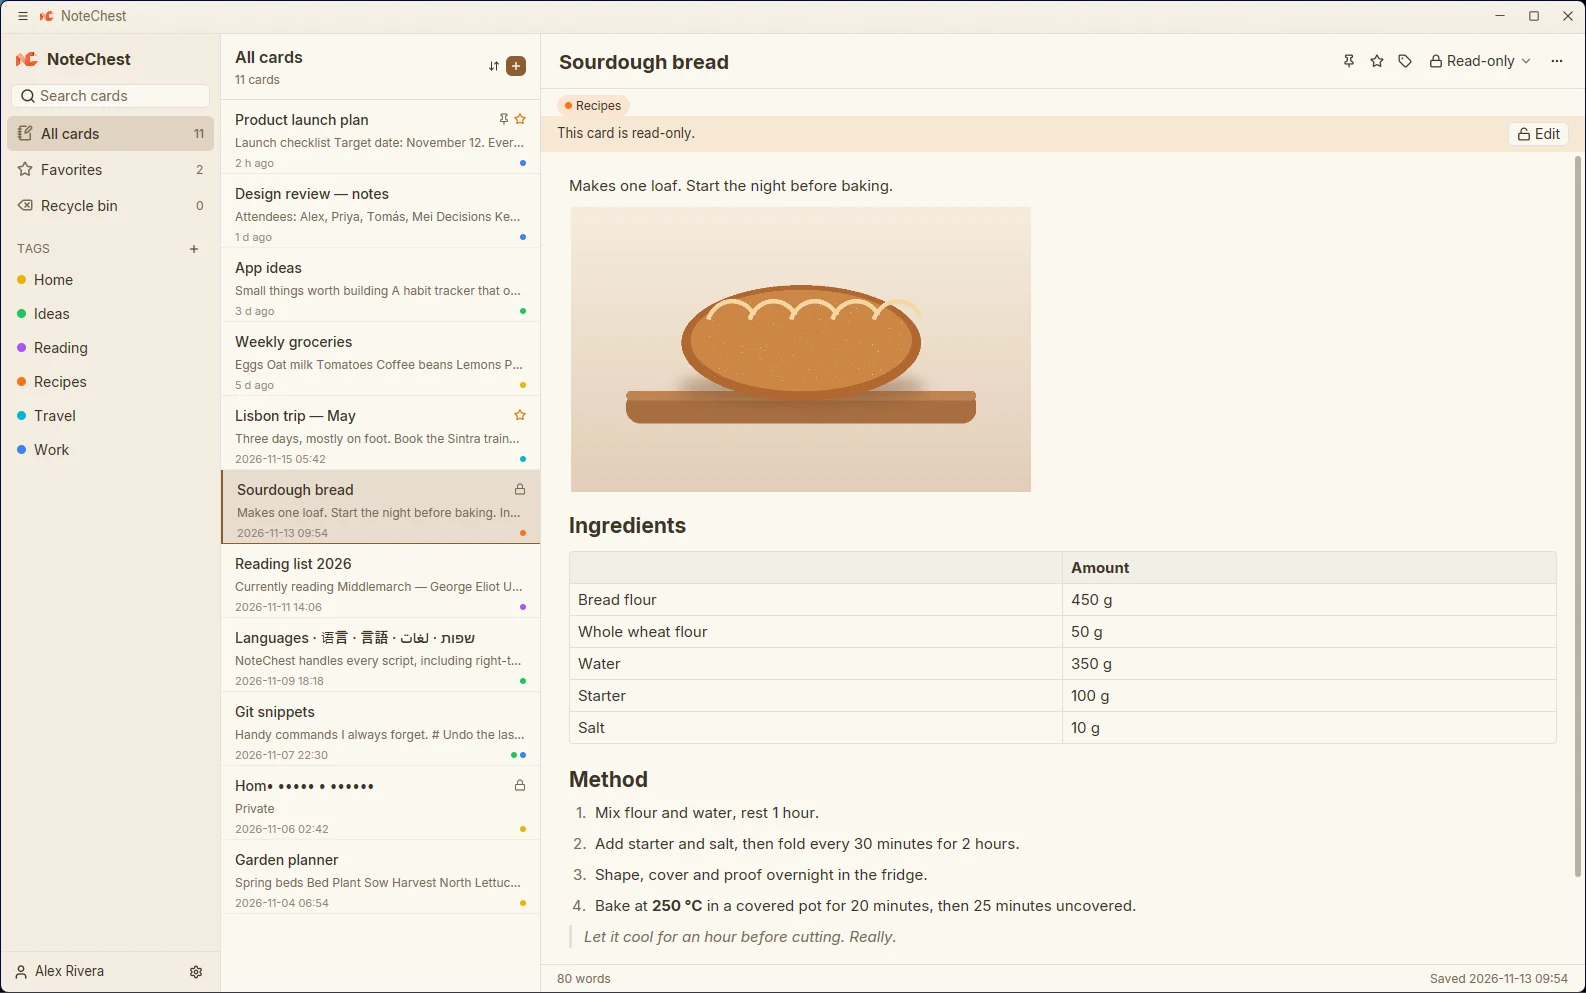 NoteChest
NoteChest
Search cards
All cards 11
Favorites 2
Recycle bin 0
TAGS
Home
Ideas
Reading
Recipes
Travel
Work
Alex Rivera
All cards
11 cards
Product launch plan
Launch checklist Target date: November 12. Ever...
2 h ago
Design review — notes
Attendees: Alex, Priya, Tomás, Mei Decisions Ke...
1 d ago
App ideas
Small things worth building A habit tracker that o...
3 d ago
Weekly groceries
Eggs Oat milk Tomatoes Coffee beans Lemons P...
5 d ago
Lisbon trip — May
Three days, mostly on foot. Book the Sintra train...
2026-11-15 05:42
Sourdough bread
Makes one loaf. Start the night before baking. In...
2026-11-13 09:54
Reading list 2026
Currently reading Middlemarch — George Eliot U...
2026-11-11 14:06
Languages · 语言 · 言語 · لغات · שפות
NoteChest handles every script, including right-t...
2026-11-09 18:18
Git snippets
Handy commands I always forget. # Undo the las...
2026-11-07 22:30
Hom• ••••• • ••••••
Private
2026-11-06 02:42
Garden planner
Spring beds Bed Plant Sow Harvest North Lettuc...
2026-11-04 06:54
Sourdough bread
Read-only
Recipes
This card is read-only.
Edit
Makes one loaf. Start the night before baking.
Ingredients
Amount
Bread flour 450 g
Whole wheat flour 50 g
Water 350 g
Starter 100 g
Salt 10 g
Method
1. Mix flour and water, rest 1 hour.
2. Add starter and salt, then fold every 30 minutes for 2 hours.
3. Shape, cover and proof overnight in the fridge.
4. Bake at 250 °C in a covered pot for 20 minutes, then 25 minutes uncovered.
Let it cool for an hour before cutting. Really.
80 words
Saved 2026-11-13 09:54